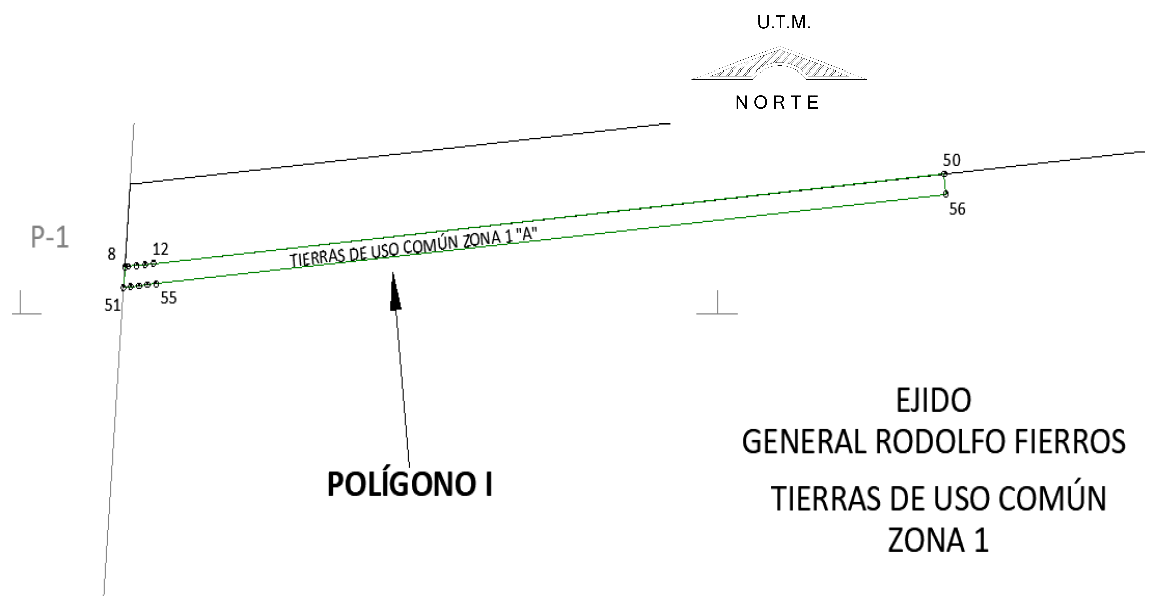 U.T.M.
NORTE
50
56
P-1
8
12
TIERRAS DE USO COMÚN ZONA 1 "A"
51
55
EJIDO
GENERAL RODOLFO FIERROS
POLÍGONO I
TIERRAS DE USO COMÚN
ZONA 1